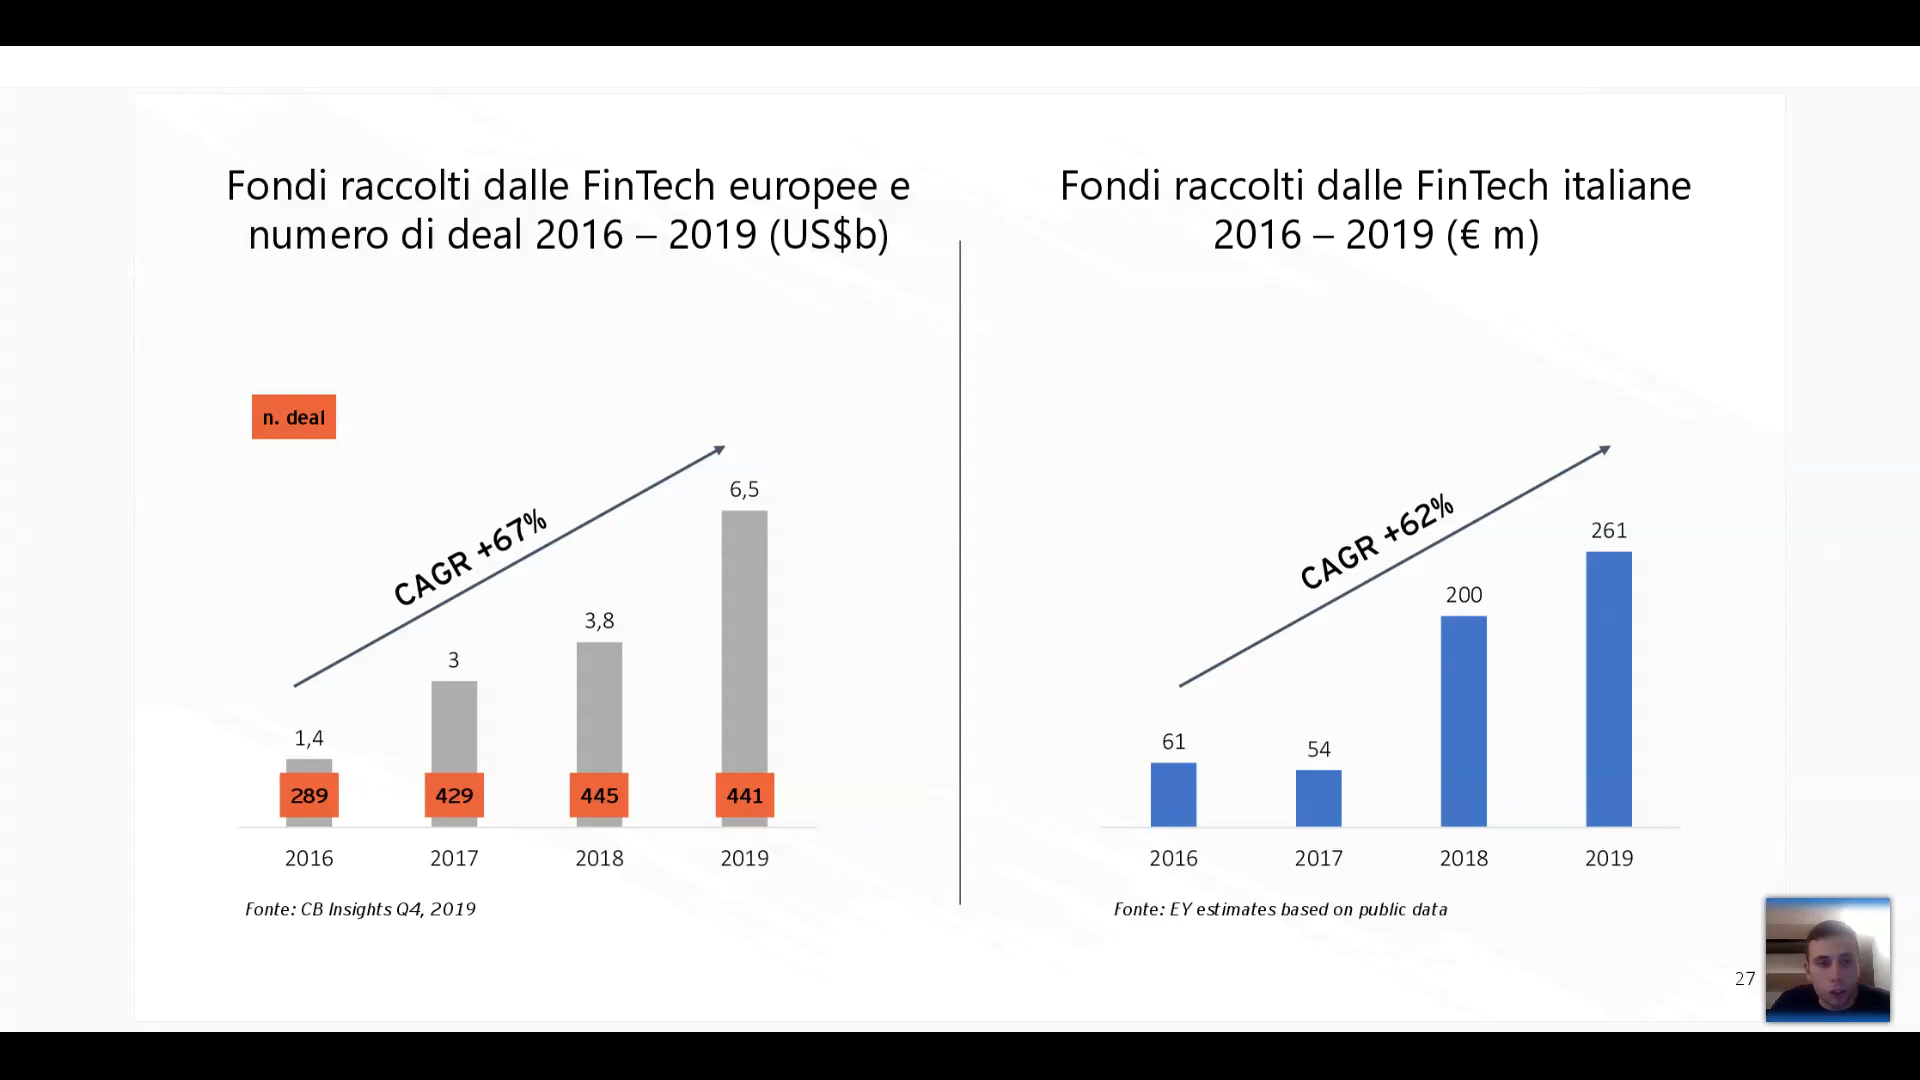 Fondi raccolti dalle FinTech europee e
numero di deal 2016 – 2019 (US$b)
n. deal
CAGR +67%
1,4
3
3,8
6,5
289
429
445
441
2016
2017
2018
2019
Fonte: CB Insights Q4, 2019
Fondi raccolti dalle FinTech italiane
2016 – 2019 (€ m)
CAGR +62%
61
54
200
261
2016
2017
2018
2019
Fonte: EY estimates based on public data
27